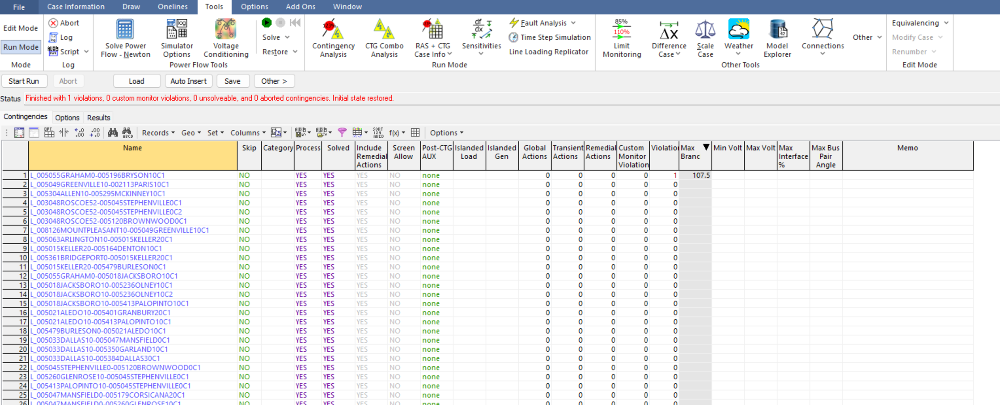 File Case Information Draw Onelines Tools Options Add Ons Window
Edit Mode
Run Mode
Mode
Abort
Log
Script
Log
Solve Power Flow - Newton
Simulator Options
Voltage Conditioning
Solve
Restore
Power Flow Tools
Contingency Analysis
CTG Combo Analysis
RAS + CTG Case Info
Sensitivities
Fault Analysis
Time Step Simulation
Line Loading Replicator
Run Mode
85%
110%
Limit Monitoring
Difference Case
Scale Case
Weather
Model Explorer
Connections
Other
Other Tools
Equivalencing
Modify Case
Renumber
Edit Mode
Start Run Abort Load Auto Insert Save Other >
Status Finished with 1 violations, 0 custom monitor violations, 0 unsolveable, and 0 aborted contingencies. Initial state restored.
Contingencies Options Results
Records Geo Set Columns f(x) Options
Name Skip Category Process Solved Include Remedial Actions Screen Allow Post-CTG AUX Islanded Load Islanded Gen Global Actions Transient Actions Remedial Actions Custom Monitor Violation Violatio Max Branc Min Volt Max Volt Max Interface % Max Bus Pair Angle Memo
1 L_005055GRAHAM0-005196BRYSON10C1 NO YES YES YES NO none 0 0 0 0 1 107.5
2 L_005049GREENVILLE10-002113PARIS10C1 NO YES YES YES NO none 0 0 0 0 0
3 L_005304ALLEN10-005295MCKINNEY10C1 NO YES YES YES NO none 0 0 0 0 0
4 L_003048ROSCOE52-005045STEPHENVILLE0C1 NO YES YES YES NO none 0 0 0 0 0
5 L_003048ROSCOE52-005045STEPHENVILLE0C2 NO YES YES YES NO none 0 0 0 0 0
6 L_003048ROSCOE52-005120BROWNWOOD0C1 NO YES YES YES NO none 0 0 0 0 0
7 L_008126MOUNTPLEASANT10-005049GREENVILLE10C1 NO YES YES YES NO none 0 0 0 0 0
8 L_005063ARLINGTON10-005015KELLER20C1 NO YES YES YES NO none 0 0 0 0 0
9 L_005015KELLER20-005164DENTON10C1 NO YES YES YES NO none 0 0 0 0 0
10 L_005361BRIDGEPORT0-005015KELLER20C1 NO YES YES YES NO none 0 0 0 0 0
11 L_005015KELLER20-005479BURLESON0C1 NO YES YES YES NO none 0 0 0 0 0
12 L_005055GRAHAM0-005018JACKSBORO10C1 NO YES YES YES NO none 0 0 0 0 0
13 L_005018JACKSBORO10-005236OLNEY10C1 NO YES YES YES NO none 0 0 0 0 0
14 L_005018JACKSBORO10-005236OLNEY10C2 NO YES YES YES NO none 0 0 0 0 0
15 L_005018JACKSBORO10-005413PALOPINTO10C1 NO YES YES YES NO none 0 0 0 0 0
16 L_005021ALEDO10-005401GRANBURY20C1 NO YES YES YES NO none 0 0 0 0 0
17 L_005021ALEDO10-005413PALOPINTO10C1 NO YES YES YES NO none 0 0 0 0 0
18 L_005479BURLESON0-005021ALEDO10C1 NO YES YES YES NO none 0 0 0 0 0
19 L_005033DALLAS10-005047MANSFIELD0C1 NO YES YES YES NO none 0 0 0 0 0
20 L_005033DALLAS10-005350GARLAND10C1 NO YES YES YES NO none 0 0 0 0 0
21 L_005033DALLAS10-005384DALLAS30C1 NO YES YES YES NO none 0 0 0 0 0
22 L_005045STEPHENVILLE0-005120BROWNWOOD0C1 NO YES YES YES NO none 0 0 0 0 0
23 L_005260GLENROSE10-005045STEPHENVILLE0C1 NO YES YES YES NO none 0 0 0 0 0
24 L_005413PALOPINTO10-005045STEPHENVILLE0C1 NO YES YES YES NO none 0 0 0 0 0
25 L_005047MANSFIELD0-005179CORSICANA20C1 NO YES YES YES NO none 0 0 0 0 0
26 L_005047MANSFIELD0-005260GLENROSE10C1 NO YES YES YES NO none 0 0 0 0 0